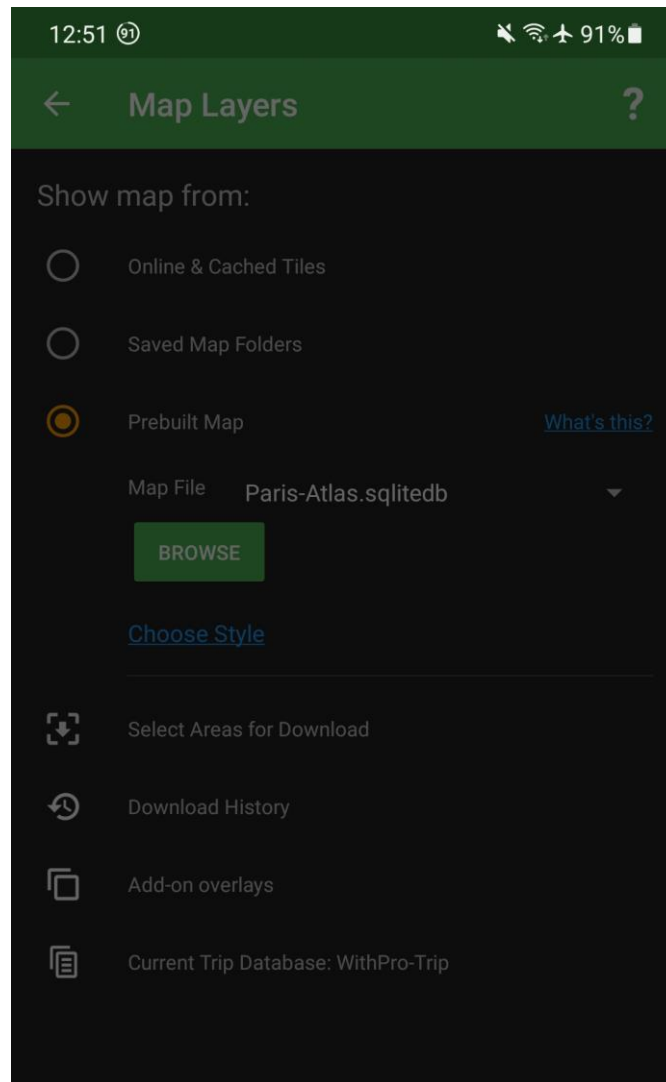 12:51 91 91%
Map Layers ?
Show map from:
Online & Cached Tiles
Saved Map Folders
Prebuilt Map What's this?
Map File Paris-Atlas.sqlitedb
BROWSE
Choose Style
Select Areas for Download
Download History
Add-on overlays
Current Trip Database: WithPro-Trip